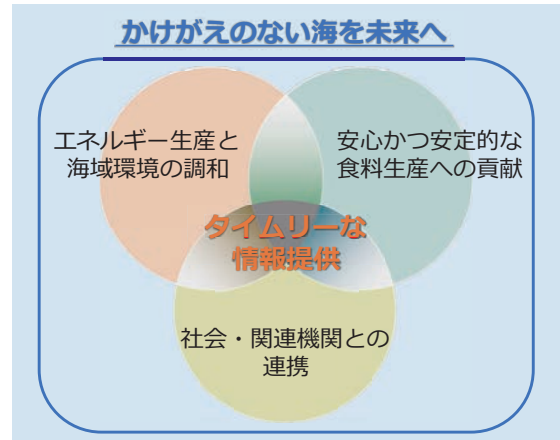 かけがえのない海を未来へ
エネルギー生産と
海域環境の調和
安心かつ安定的な
食料生産への貢献
タイムリーな
情報提供
社会・関連機関との
連携